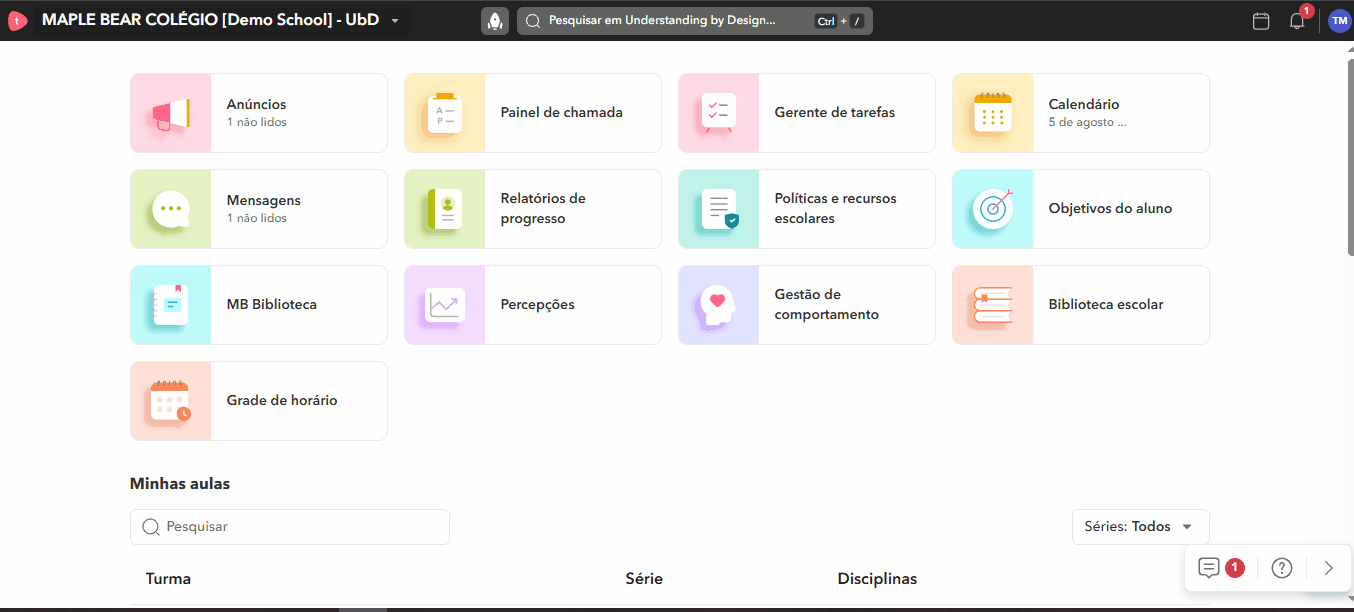 t MAPLE BEAR COLÉGIO [Demo School] - UbD Pesquisar em Understanding by Design... Ctrl + / 1 TM
Anúncios
1 não lidos
A
P
Painel de chamada
Gerente de tarefas
Calendário
5 de agosto ...
Mensagens
1 não lidos
Relatórios de
progresso
Políticas e recursos
escolares
Objetivos do aluno
MB Biblioteca
Percepções
Gestão de
comportamento
Biblioteca escolar
Grade de horário
Minhas aulas
Pesquisar
Séries: Todos
1 ?
Turma Série Disciplinas